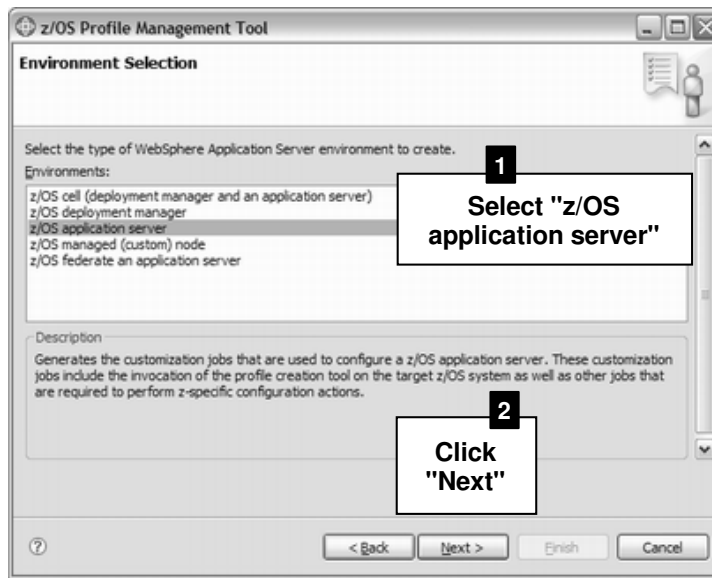 z/OS Profile Management Tool
Environment Selection
Select the type of WebSphere Application Server environment to create.
Environments:
z/OS cell (deployment manager and an application server)
z/OS deployment manager
z/OS application server
z/OS managed (custom) node
z/OS federate an application server
1
Select "z/OS
application server"
Description
Generates the customization jobs that are used to configure a z/OS application server. These customization
jobs include the invocation of the profile creation tool on the target z/OS system as well as other jobs that
are required to perform z-specific configuration actions.
2
Click
"Next"
?
< Back
Next >
Finish
Cancel